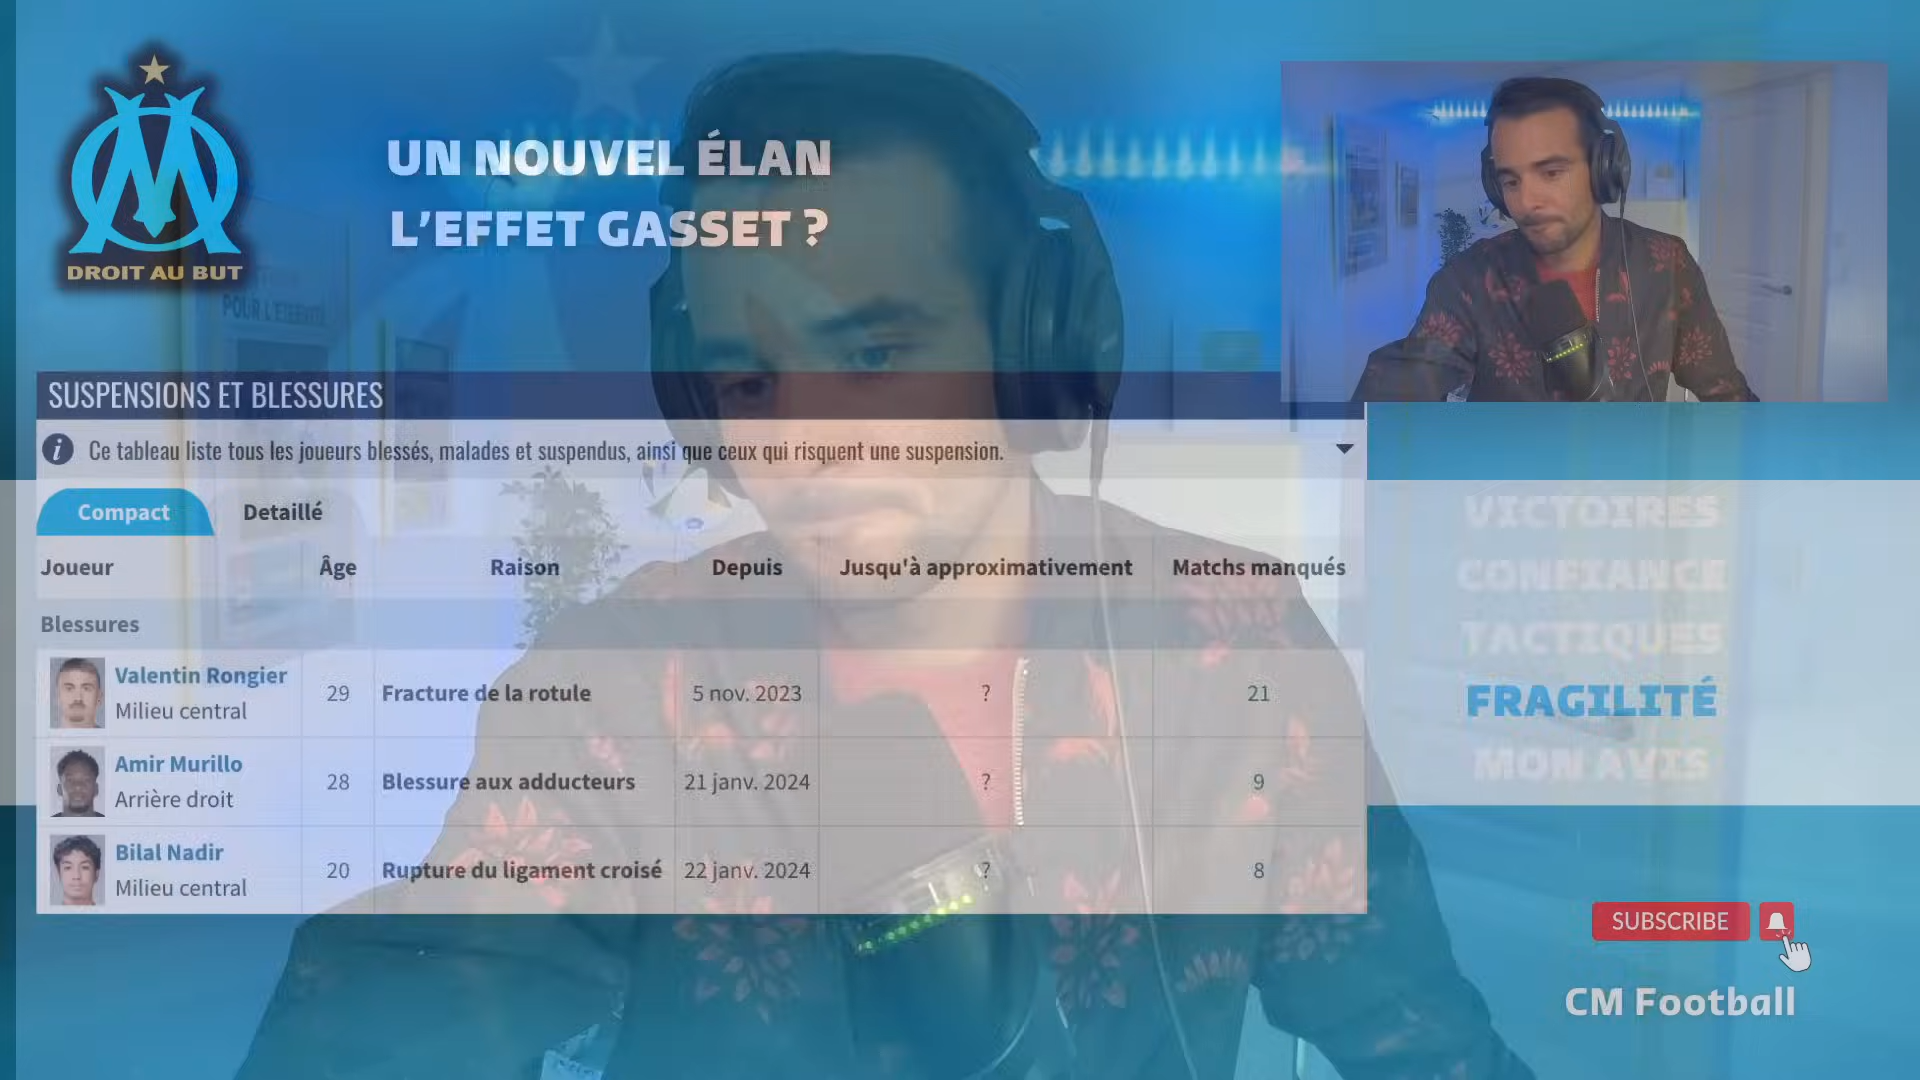 DROIT AU BUT
UN NOUVEL ÉLAN
L'EFFET GASSET ?
POUR L'ETERNITÉ
SUSPENSIONS ET BLESSURES
i Ce tableau liste tous les joueurs blessés, malades et suspendus, ainsi que ceux qui risquent une suspension.
Compact Detaillé
Joueur Âge Raison Depuis Jusqu'à approximativement Matchs manqués
Blessures
Valentin Rongier
Milieu central
29 Fracture de la rotule 5 nov. 2023 ? 21
Amir Murillo
Arrière droit
28 Blessure aux adducteurs 21 janv. 2024 ? 9
Bilal Nadir
Milieu central
20 Rupture du ligament croisé 22 janv. 2024 ? 8
VICTOIRES
CONFIANCE
TACTIQUES
FRAGILITÉ
MON AVIS
SUBSCRIBE
CM Football